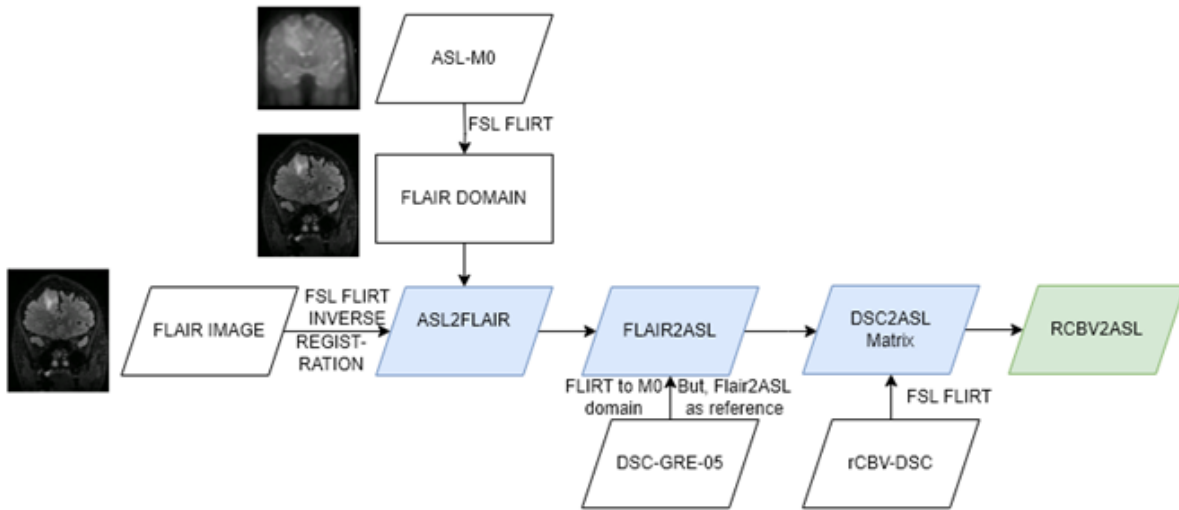 ASL-M0
FSL FLIRT
FLAIR DOMAIN
FLAIR IMAGE
FSL FLIRT
INVERSE
REGIST-
RATION
ASL2FLAIR
FLAIR2ASL
DSC2ASL
Matrix
RCBV2ASL
FLIRT to M0
domain
But, Flair2ASL
as reference
FSL FLIRT
DSC-GRE-05
rCBV-DSC